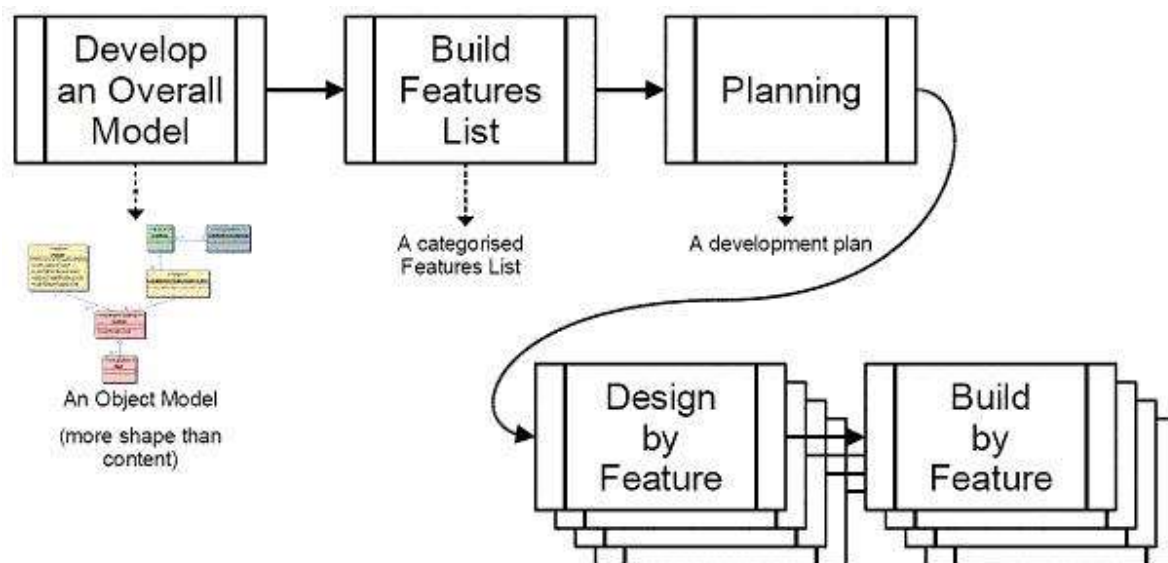 Develop
an Overall
Model
Build
Features
List
Planning
A categorised
Features List
A development plan
An Object Model
(more shape than
content)
Design
by
Feature
Build
by
Feature